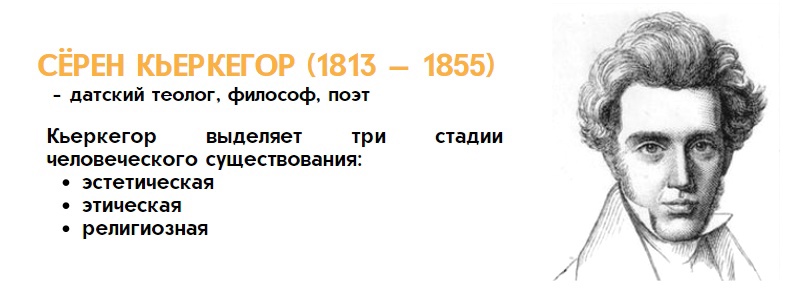 СЁРЕН КЬЕРКЕГОР (1813 – 1855)
- датский теолог, философ, поэт
Кьеркегор выделяет три стадии
человеческого существования:
• эстетическая
• этическая
• религиозная